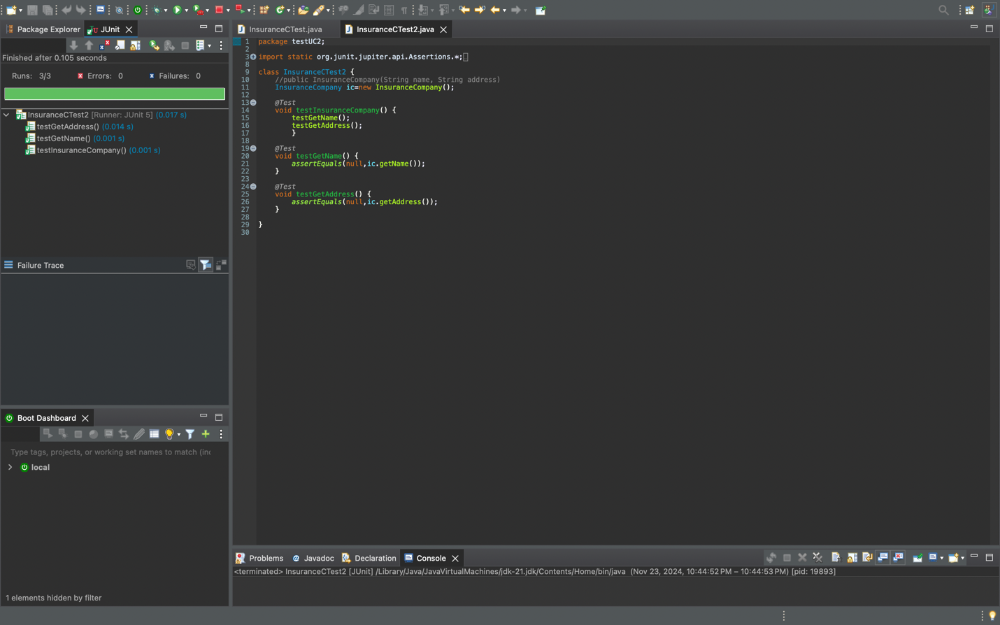 Package Explorer
JUnit
Finished after 0.105 seconds
Runs: 3/3
Errors: 0
Failures: 0
InsuranceCTest2 [Runner: JUnit 5] (0.017 s)
testGetAddress() (0.014 s)
testGetName() (0.001 s)
testInsuranceCompany() (0.001 s)
Failure Trace
Boot Dashboard
Type tags, projects, or working set names to match (inc
local
1 elements hidden by filter
InsuranceCTest.java
InsuranceCTest2.java
1 package testUC2;
2
3 import static org.junit.jupiter.api.Assertions.*;
8
9 class InsuranceCTest2 {
10 //public InsuranceCompany(String name, String address)
11 InsuranceCompany ic=new InsuranceCompany();
12
13 @Test
14 void testInsuranceCompany() {
15 testGetName();
16 testGetAddress();
17 }
18
19 @Test
20 void testGetName() {
21 assertEquals(null,ic.getName());
22 }
23
24 @Test
25 void testGetAddress() {
26 assertEquals(null,ic.getAddress());
27 }
28
29 }
30
Problems
Javadoc
Declaration
Console
<terminated> InsuranceCTest2 [JUnit] /Library/Java/JavaVirtualMachines/jdk-21.jdk/Contents/Home/bin/java (Nov 23, 2024, 10:44:52 PM – 10:44:53 PM) [pid: 19893]